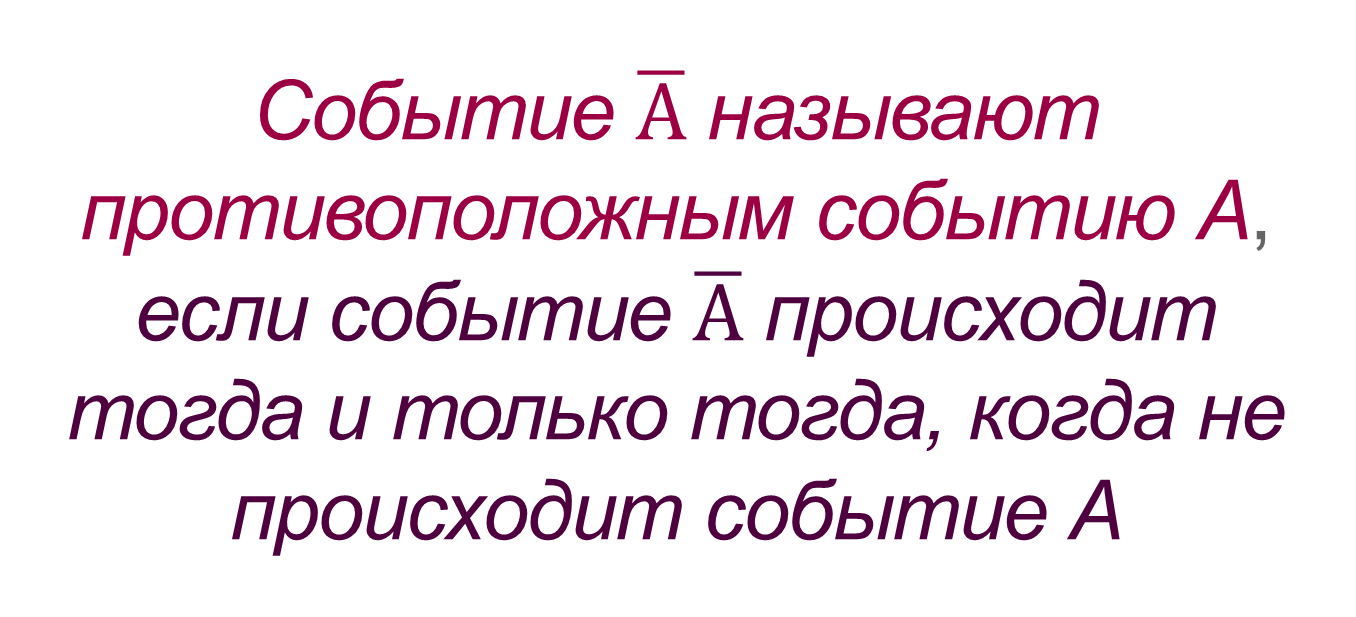 Событие A̅ называют
противоположным событию А,
если событие A̅ происходит
тогда и только тогда, когда не
происходит событие А